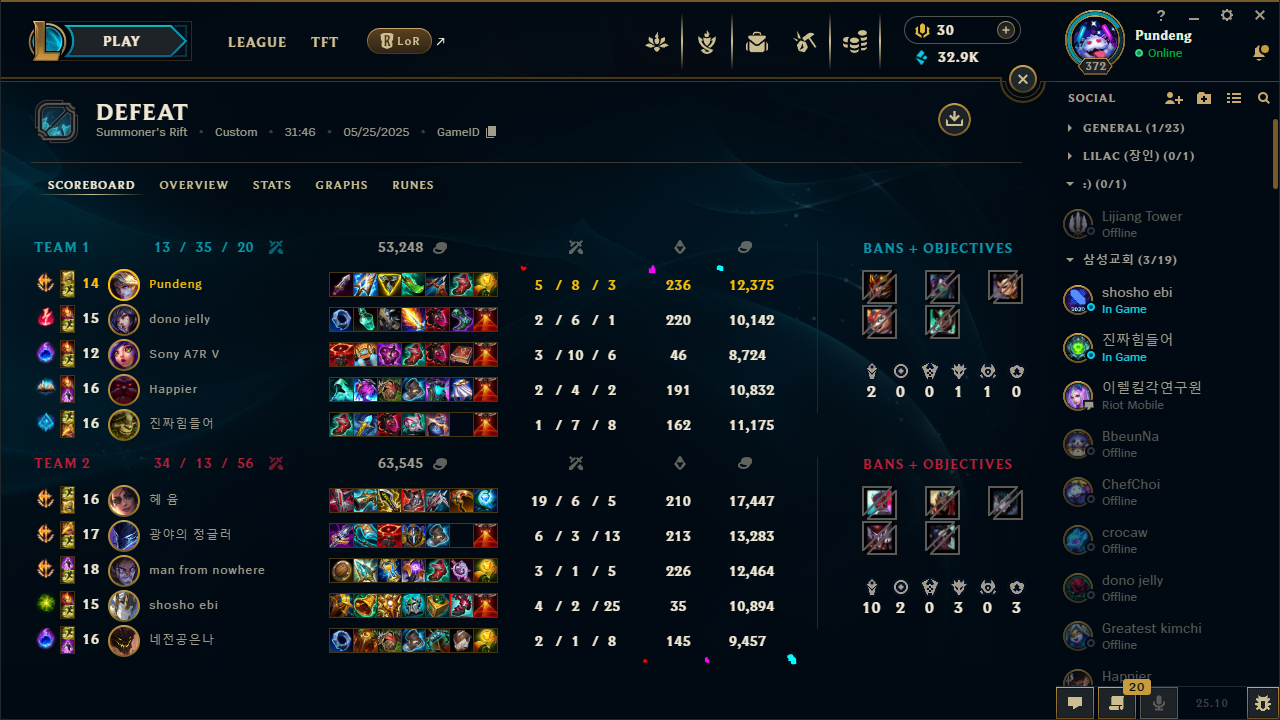 PLAY
LEAGUE TFT LoR
30
32.9K
?
Pundeng
Online
372
DEFEAT
Summoner's Rift • Custom • 31:46 • 05/25/2025 • GameID
SCOREBOARD OVERVIEW STATS GRAPHS RUNES
TEAM 1 13 / 35 / 20 53,248
14 Pundeng 5 / 8 / 3 236 12,375
15 dono jelly 2 / 6 / 1 220 10,142
12 Sony A7R V 3 / 10 / 6 46 8,724
16 Happier 2 / 4 / 2 191 10,832
16 진짜힘들어 1 / 7 / 8 162 11,175
BANS + OBJECTIVES
2 0 0 1 1 0
TEAM 2 34 / 13 / 56 63,545
16 헤 윰 19 / 6 / 5 210 17,447
17 광야의 정글러 6 / 3 / 13 213 13,283
18 man from nowhere 3 / 1 / 5 226 12,464
15 shosho ebi 4 / 2 / 25 35 10,894
16 네전공은나 2 / 1 / 8 145 9,457
BANS + OBJECTIVES
10 2 0 3 0 3
SOCIAL
GENERAL (1/23)
LILAC (장인) (0/1)
:) (0/1)
Lijiang Tower
Offline
삼성교회 (3/19)
shosho ebi
In Game
2020
진짜힘들어
In Game
이렐킬각연구원
Riot Mobile
BbeunNa
Offline
ChefChoi
Offline
crocaw
Offline
dono jelly
Offline
Greatest kimchi
Offline
Happier
20
25.10